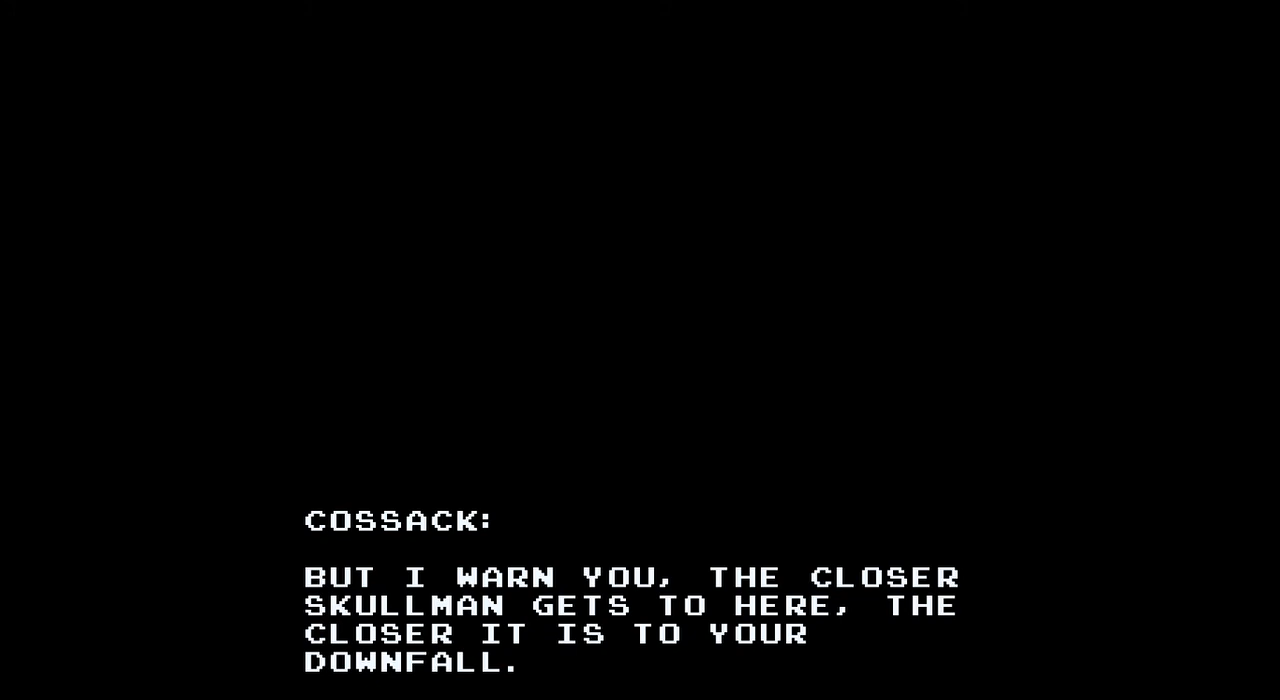 COSSACK:
BUT I WARN YOU, THE CLOSER
SKULLMAN GETS TO HERE, THE
CLOSER IT IS TO YOUR
DOWNFALL.